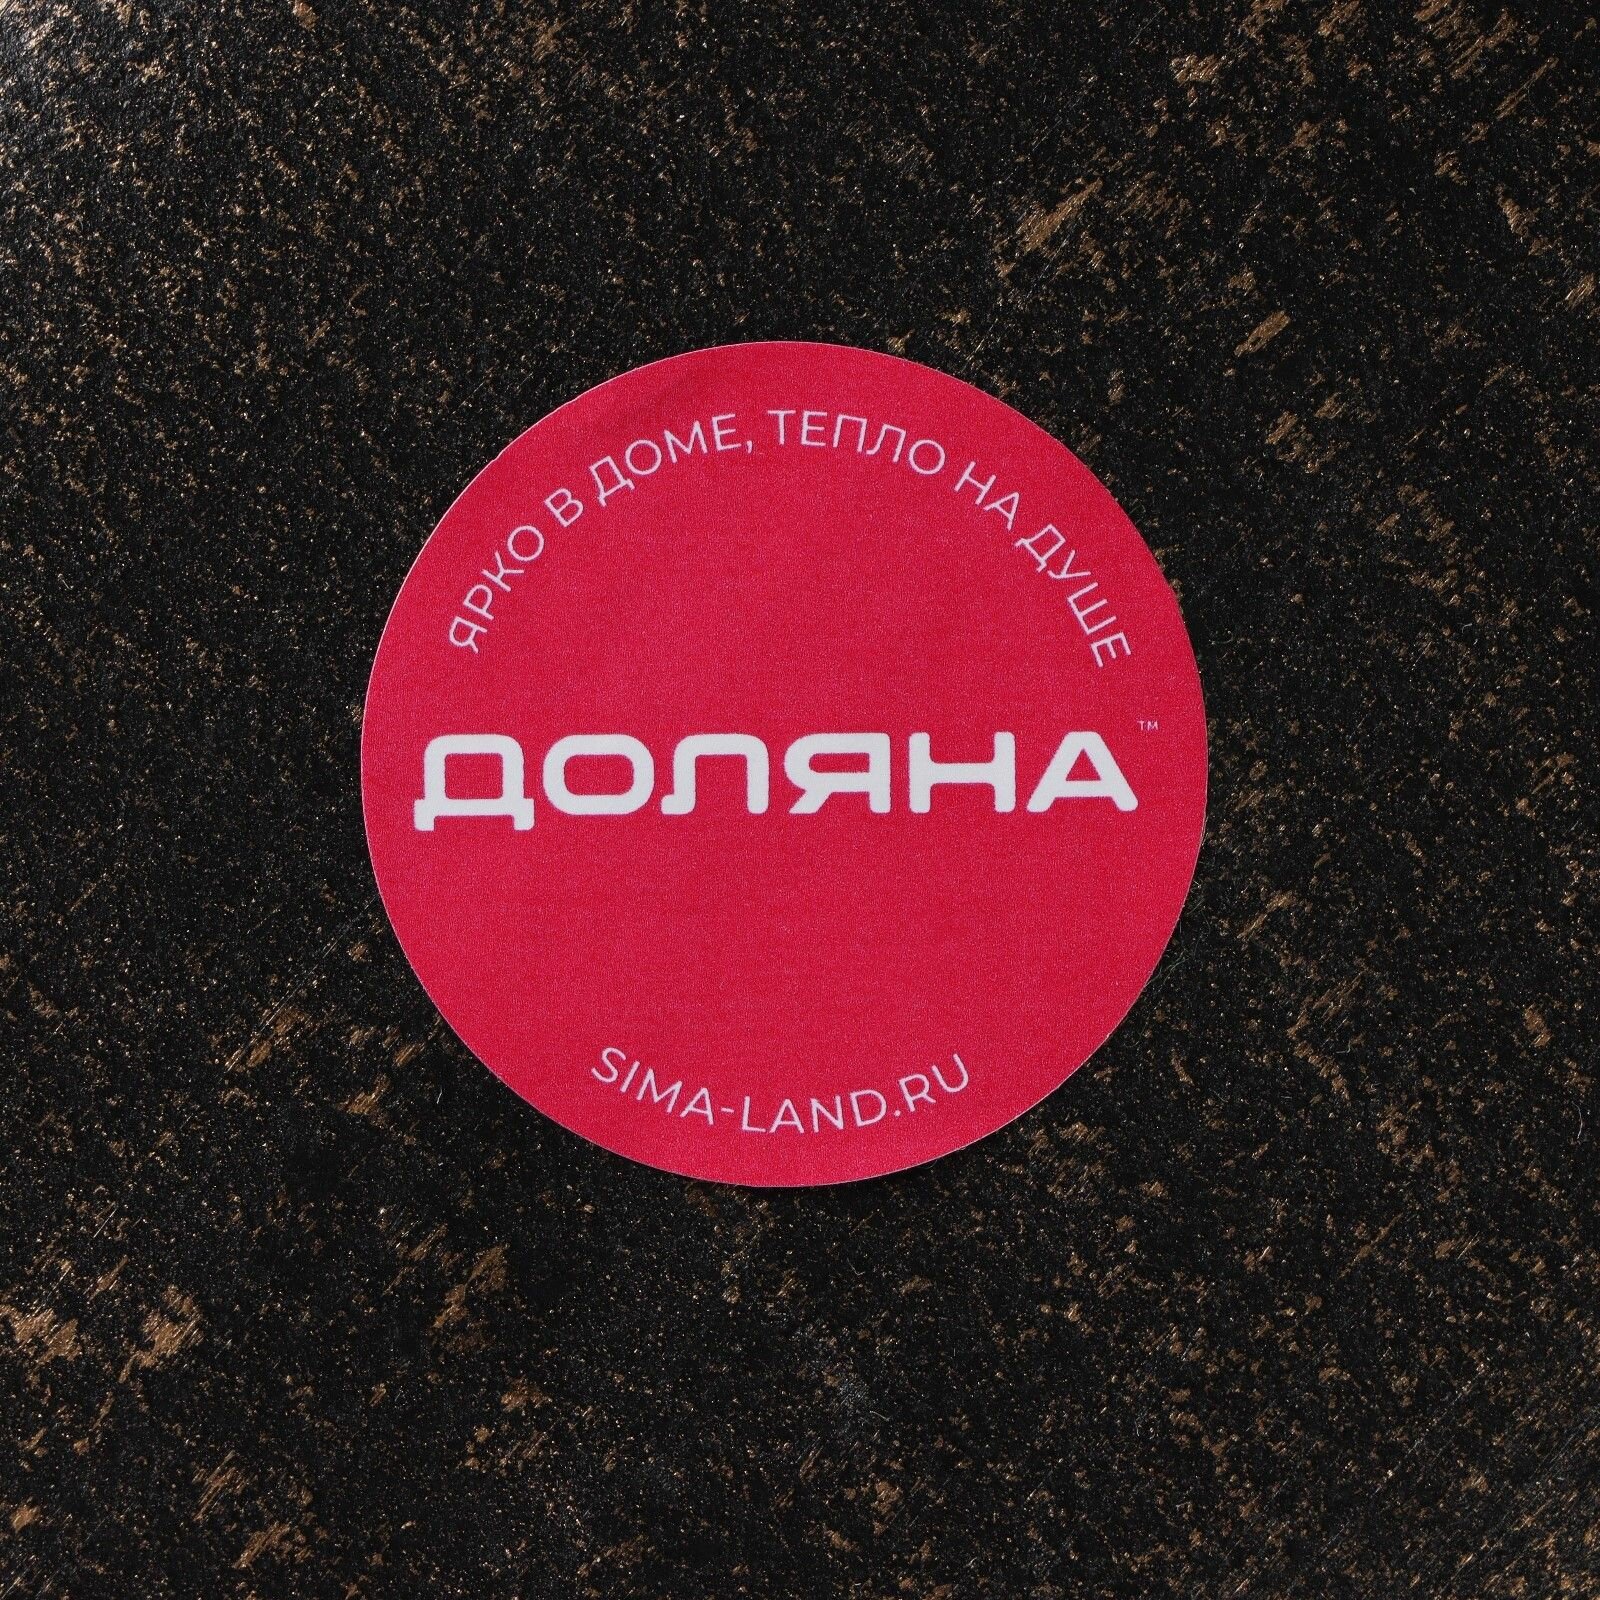 ЯРКО В ДОМЕ, ТЕПЛО НА ДУШЕ
ДОЛЯНА™
SIMA-LAND.RU